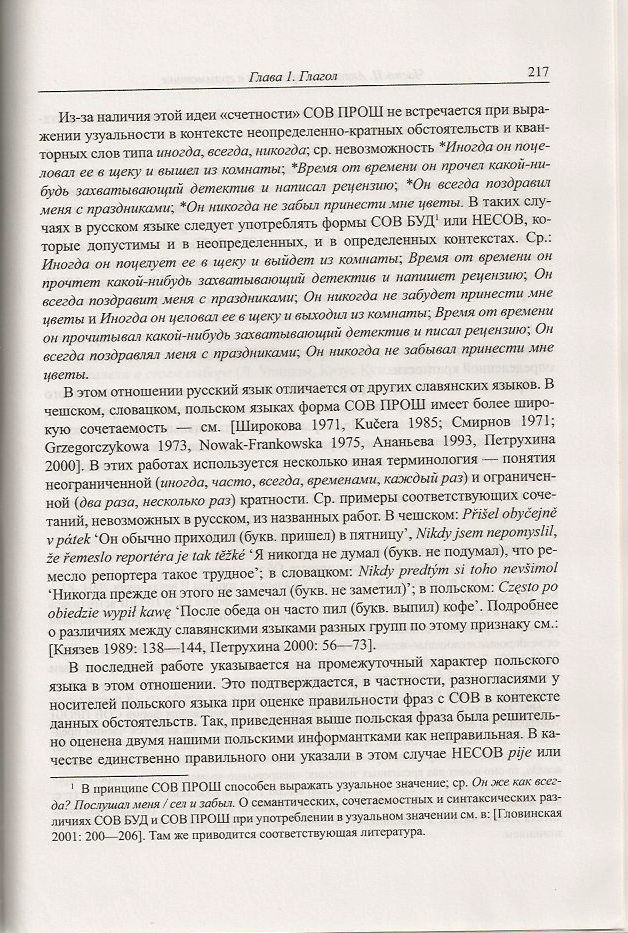 Глава 1. Глагол 217
Из-за наличия этой идеи «счетности» СОВ ПРОШ не встречается при выра-
жении узуальности в контексте неопределенно-кратных обстоятельств и кван-
торных слов типа иногда, всегда, никогда; ср. невозможность *Иногда он поце-
ловал ее в щеку и вышел из комнаты; *Время от времени он прочел какой-ни-
будь захватывающий детектив и написал рецензию; *Он всегда поздравил
меня с праздниками; *Он никогда не забыл принести мне цветы. В таких слу-
чаях в русском языке следует употреблять формы СОВ БУД¹ или НЕСОВ, ко-
торые допустимы и в неопределенных, и в определенных контекстах. Ср.:
Иногда он поцелует ее в щеку и выйдет из комнаты; Время от времени он
прочтет какой-нибудь захватывающий детектив и напишет рецензию; Он
всегда поздравит меня с праздниками; Он никогда не забудет принести мне
цветы и Иногда он целовал ее в щеку и выходил из комнаты; Время от времени
он прочитывал какой-нибудь захватывающий детектив и писал рецензию; Он
всегда поздравлял меня с праздниками; Он никогда не забывал принести мне
цветы.
В этом отношении русский язык отличается от других славянских языков. В
чешском, словацком, польском языках форма СОВ ПРОШ имеет более широ-
кую сочетаемость — см. [Широкова 1971, Kučera 1985; Смирнов 1971;
Grzegorczykowa 1973, Nowak-Frankowska 1975, Ананьева 1993, Петрухина
2000]. В этих работах используется несколько иная терминология — понятия
неограниченной (иногда, часто, всегда, временами, каждый раз) и ограничен-
ной (два раза, несколько раз) кратности. Ср. примеры соответствующих соче-
таний, невозможных в русском, из названных работ. В чешском: Přišel obyčejně
v pátek ‘Он обычно приходил (букв. пришел) в пятницу’, Nikdy jsem nepomyslil,
že řemeslo reportéra je tak těžké ‘Я никогда не думал (букв. не подумал), что ре-
месло репортера такое трудное’; в словацком: Nikdy predtým si toho nevšimol
‘Никогда прежде он этого не замечал (букв. не заметил)’; в польском: Często po
obiedzie wypił kawę ‘После обеда он часто пил (букв. выпил) кофе’. Подробнее
о различиях между славянскими языками разных групп по этому признаку см.:
[Князев 1989: 138—144, Петрухина 2000: 56—73].
В последней работе указывается на промежуточный характер польского
языка в этом отношении. Это подтверждается, в частности, разногласиями у
носителей польского языка при оценке правильности фраз с СОВ в контексте
данных обстоятельств. Так, приведенная выше польская фраза была решитель-
но оценена двумя нашими польскими информантками как неправильная. В ка-
честве единственно правильного они указали в этом случае НЕСОВ pije или
¹ В принципе СОВ ПРОШ способен выражать узуальное значение; ср. Он же как всег-
да? Послушал меня / сел и забыл. О семантических, сочетаемостных и синтаксических раз-
личиях СОВ БУД и СОВ ПРОШ при употреблении в узуальном значении см. в: [Гловинская
2001: 200—206]. Там же приводится соответствующая литература.